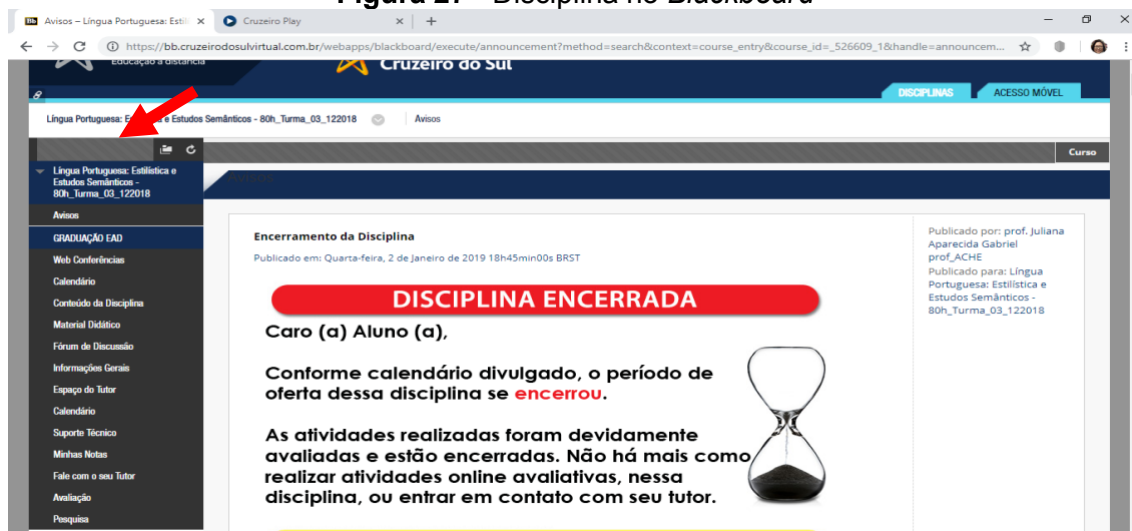 Figura 27 - Disciplina no Blackboard
Bb Avisos – Língua Portuguesa: Estil
Cruzeiro Play
https://bb.cruzeirodosulvirtual.com.br/webapps/blackboard/execute/announcement?method=search&context=course_entry&course_id=_526609_1&handle=announcem...
Educação a distância
Cruzeiro do Sul
DISCIPLINAS
ACESSO MÓVEL
Língua Portuguesa: e Estudos Semânticos - 80h_Turma_03_122018
Avisos
Curso
Língua Portuguesa: Estilística e
Estudos Semânticos -
80h_Turma_03_122018
Avisos
Avisos
GRADUAÇÃO EAD
Web Conferências
Calendário
Conteúdo da Disciplina
Material Didático
Fórum de Discussão
Informações Gerais
Espaço do Tutor
Calendário
Suporte Técnico
Minhas Notas
Fale com o seu Tutor
Avaliação
Pesquisa
Encerramento da Disciplina
Publicado em: Quarta-feira, 2 de Janeiro de 2019 18h45min00s BRST
DISCIPLINA ENCERRADA
Caro (a) Aluno (a),
Conforme calendário divulgado, o período de
oferta dessa disciplina se encerrou.
As atividades realizadas foram devidamente
avaliadas e estão encerradas. Não há mais como
realizar atividades online avaliativas, nessa
disciplina, ou entrar em contato com seu tutor.
Publicado por: prof. Juliana
Aparecida Gabriel
prof_ACHE
Publicado para: Língua
Portuguesa: Estilística e
Estudos Semânticos -
80h_Turma_03_122018